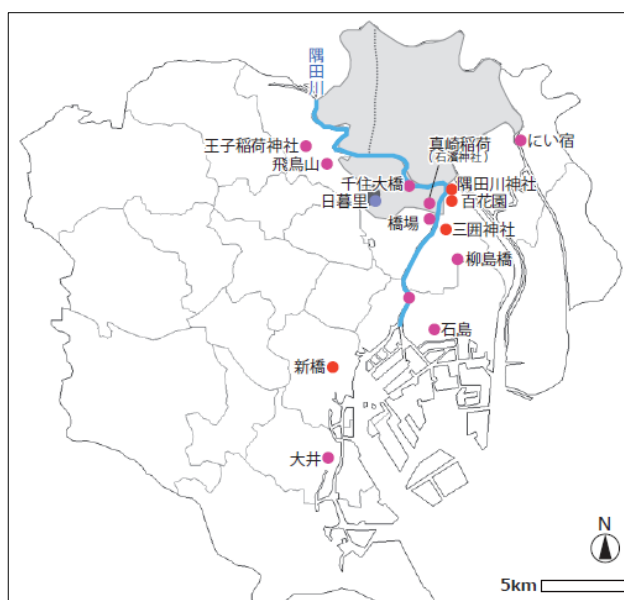 隅田川
王子稲荷神社
飛鳥山
真崎稲荷
(石濱神社)
にい宿
千住大橋
隅田川神社
日暮里
百花園
橋場
三囲神社
柳島橋
石島
新橋
大井
N
5km